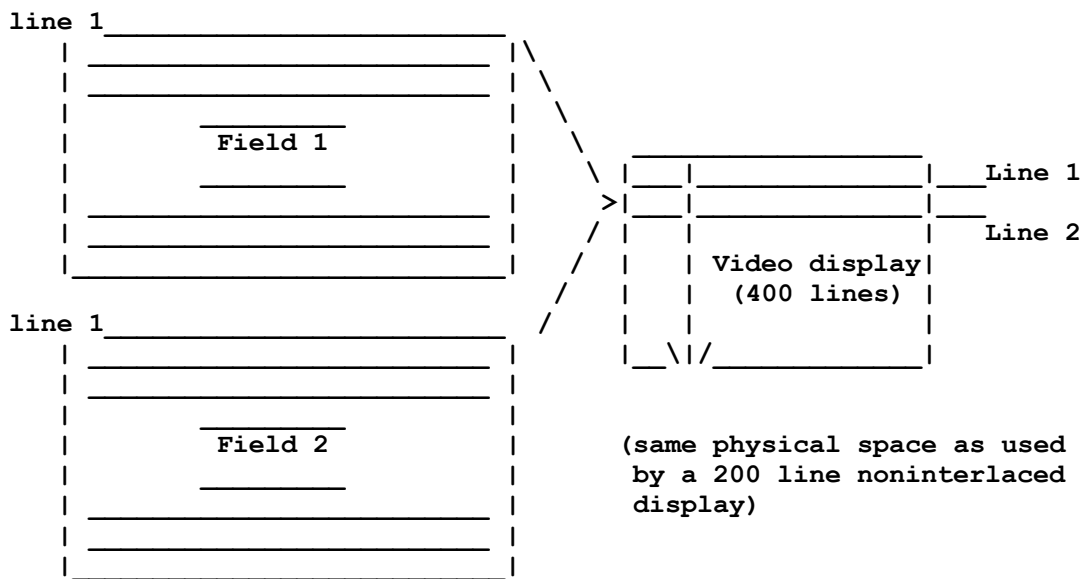 line 1
Field 1
Line 1
Line 2
Video display
(400 lines)
line 1
Field 2
(same physical space as used
by a 200 line noninterlaced
display)